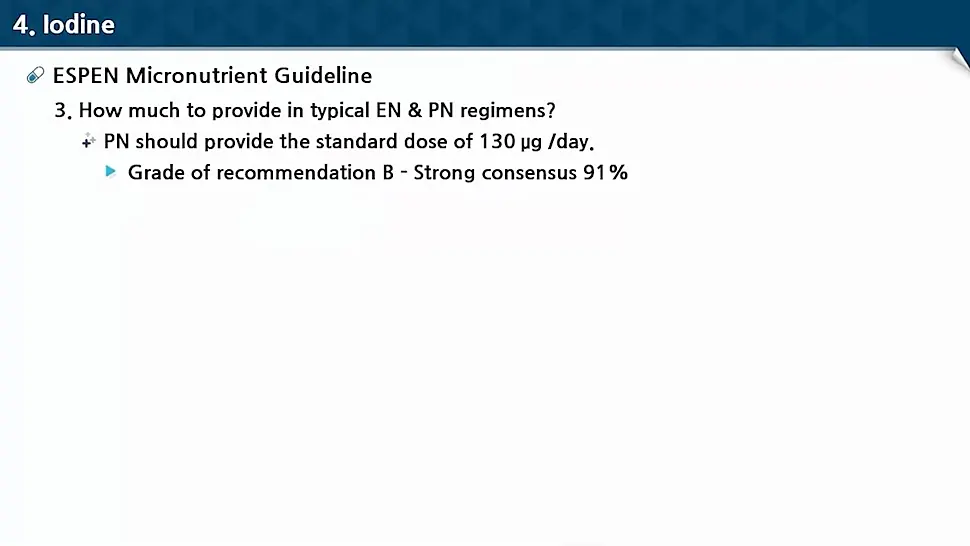 4. Iodine
ESPEN Micronutrient Guideline
3. How much to provide in typical EN & PN regimens?
PN should provide the standard dose of 130 µg /day.
Grade of recommendation B - Strong consensus 91%